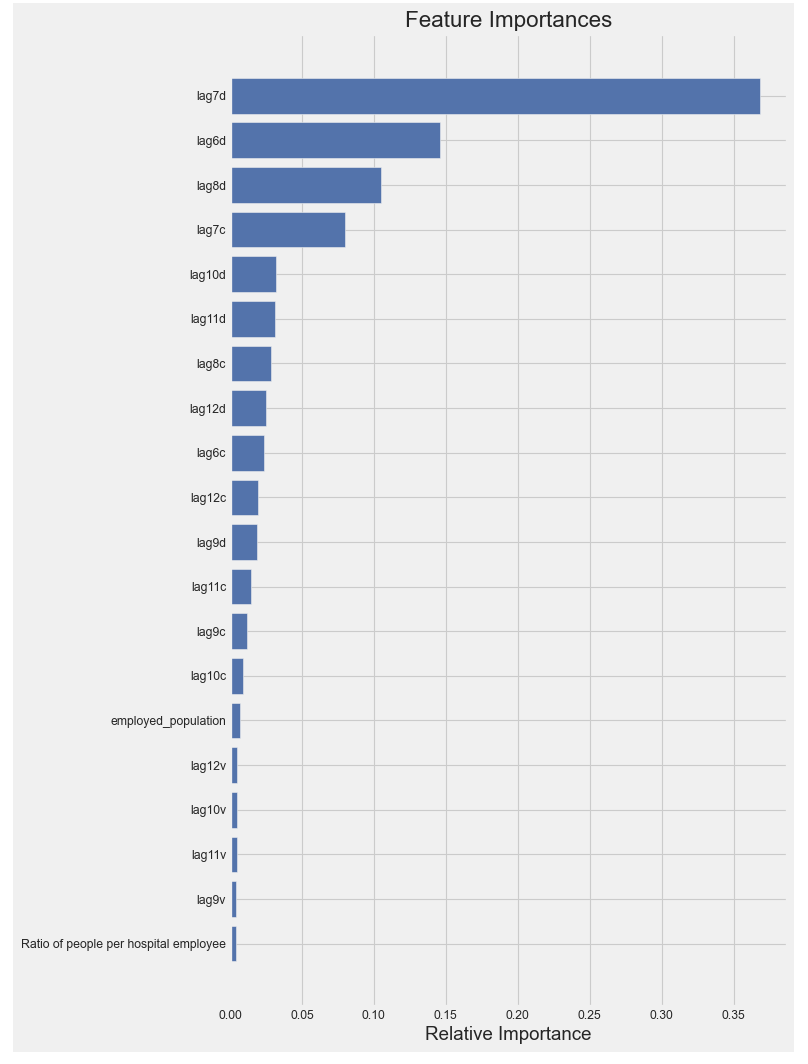 Feature Importances
lag7d
lag6d
lag8d
lag7c
lag10d
lag11d
lag8c
lag12d
lag6c
lag12c
lag9d
lag11c
lag9c
lag10c
employed_population
lag12v
lag10v
lag11v
lag9v
Ratio of people per hospital employee
0.00 0.05 0.10 0.15 0.20 0.25 0.30 0.35
Relative Importance